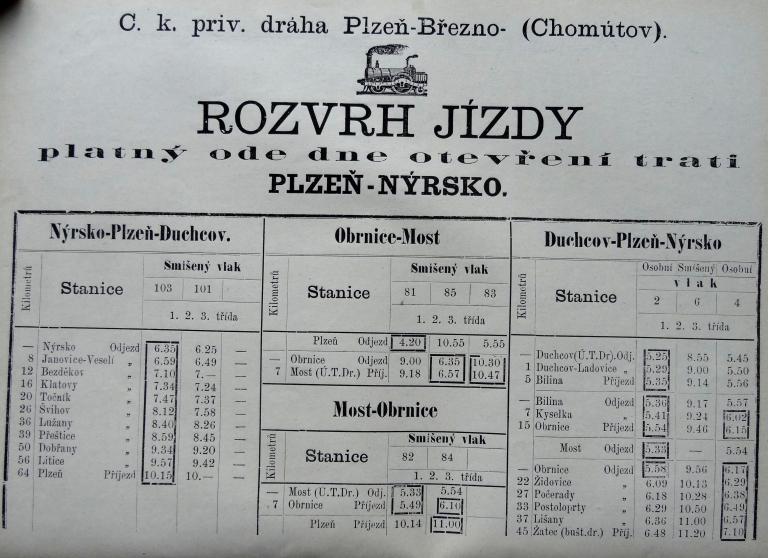 C. k. priv. dráha Plzeň-Březno- (Chomútov).
ROZVRH JÍZDY
platný ode dne otevření trati
PLZEŇ-NÝRSKO.
Nýrsko-Plzeň-Duchcov.
Kilometrů
Stanice
Smíšený vlak
103 101
1. 2. 3. třída
— Nýrsko Odjezd 6.35 6.25 —
8 Janovice-Veselí „ 6.59 6.49 —
12 Bezděkov „ 7.10 7.— —
16 Klatovy „ 7.34 7.24 —
20 Točník „ 7.47 7.37 —
26 Švihov „ 8.12 7.58 —
36 Lužany „ 8.40 8.26 —
39 Přeštice „ 8.59 8.45 —
50 Dobřany „ 9.34 9.20 —
56 Litice „ 9.57 9.42 —
64 Plzeň Příjezd 10.15 10.— —
Obrnice-Most
Kilometrů
Stanice
Smíšený vlak
81 85 83
1. 2. 3. třída
Plzeň Odjezd 4.20 10.55 5.55
— Obrnice Odjezd 9.00 6.35 10.30
7 Most (U.T.Dr.) Příj. 9.18 6.57 10.47
Most-Obrnice
Kilometrů
Stanice
Smíšený vlak
82 84
1. 2. 3. třída
— Most (U.T.Dr.) Odj. 5.33 5.54
7 Obrnice Příjezd 5.49 6.10
Plzeň Příjezd 10.14 11.00
Duchcov-Plzeň-Nýrsko
Kilometrů
Stanice
Osobní Smíšený Osobní
vlak
2 6 4
1. 2. 3. třída
— Duchcov(U.T.Dr). Odj. 5.25 8.55 5.45
1 Duchcov-Ladovice „ 5.29 9.00 5.50
5 Bílina Příjezd 5.35 9.14 5.56
— Bílina Odjezd 5.36 9.17 5.57
7 Kyselka „ 5.41 9.24 6.02
15 Obrnice Příjezd 5.54 9.46 6.15
Most Odjezd 5.33 — 5.54
— Obrnice Odjezd 5.58 9.56 6.17
22 Židovice „ 6.09 10.13 6.29
27 Počerady „ 6.18 10.28 6.38
33 Postoloprty „ 6.29 10.50 6.49
37 Lišany „ 6.36 11.00 6.57
45 Žatec (bušt.dr.) Příj. 6.48 11.20 7.10